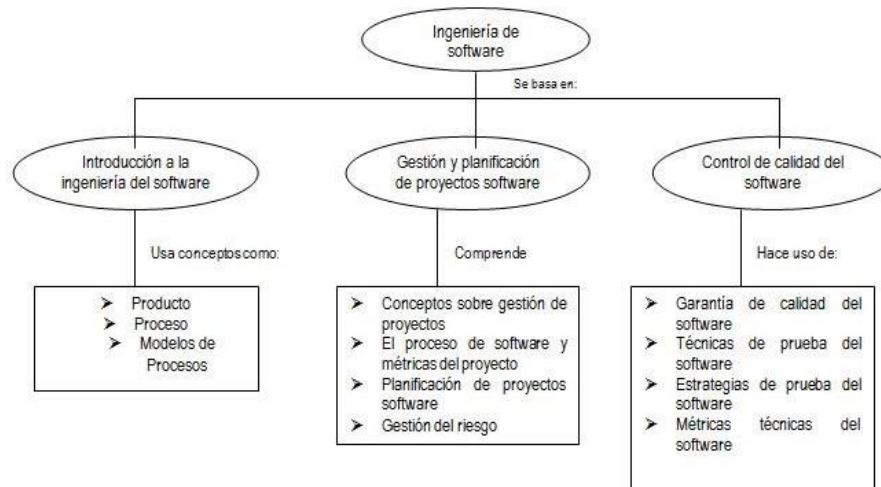 Ingeniería de
software
Se basa en:
Introducción a la
ingeniería del software
Gestión y planificación
de proyectos software
Control de calidad del
software
Usa conceptos como:
Comprende
Hace uso de:
➤ Producto
➤ Proceso
➤ Modelos de
Procesos
➤ Conceptos sobre gestión de
proyectos
➤ El proceso de software y
métricas del proyecto
➤ Planificación de proyectos
software
➤ Gestión del riesgo
➤ Garantía de calidad del
software
➤ Técnicas de prueba del
software
➤ Estrategias de prueba del
software
➤ Métricas técnicas del
software